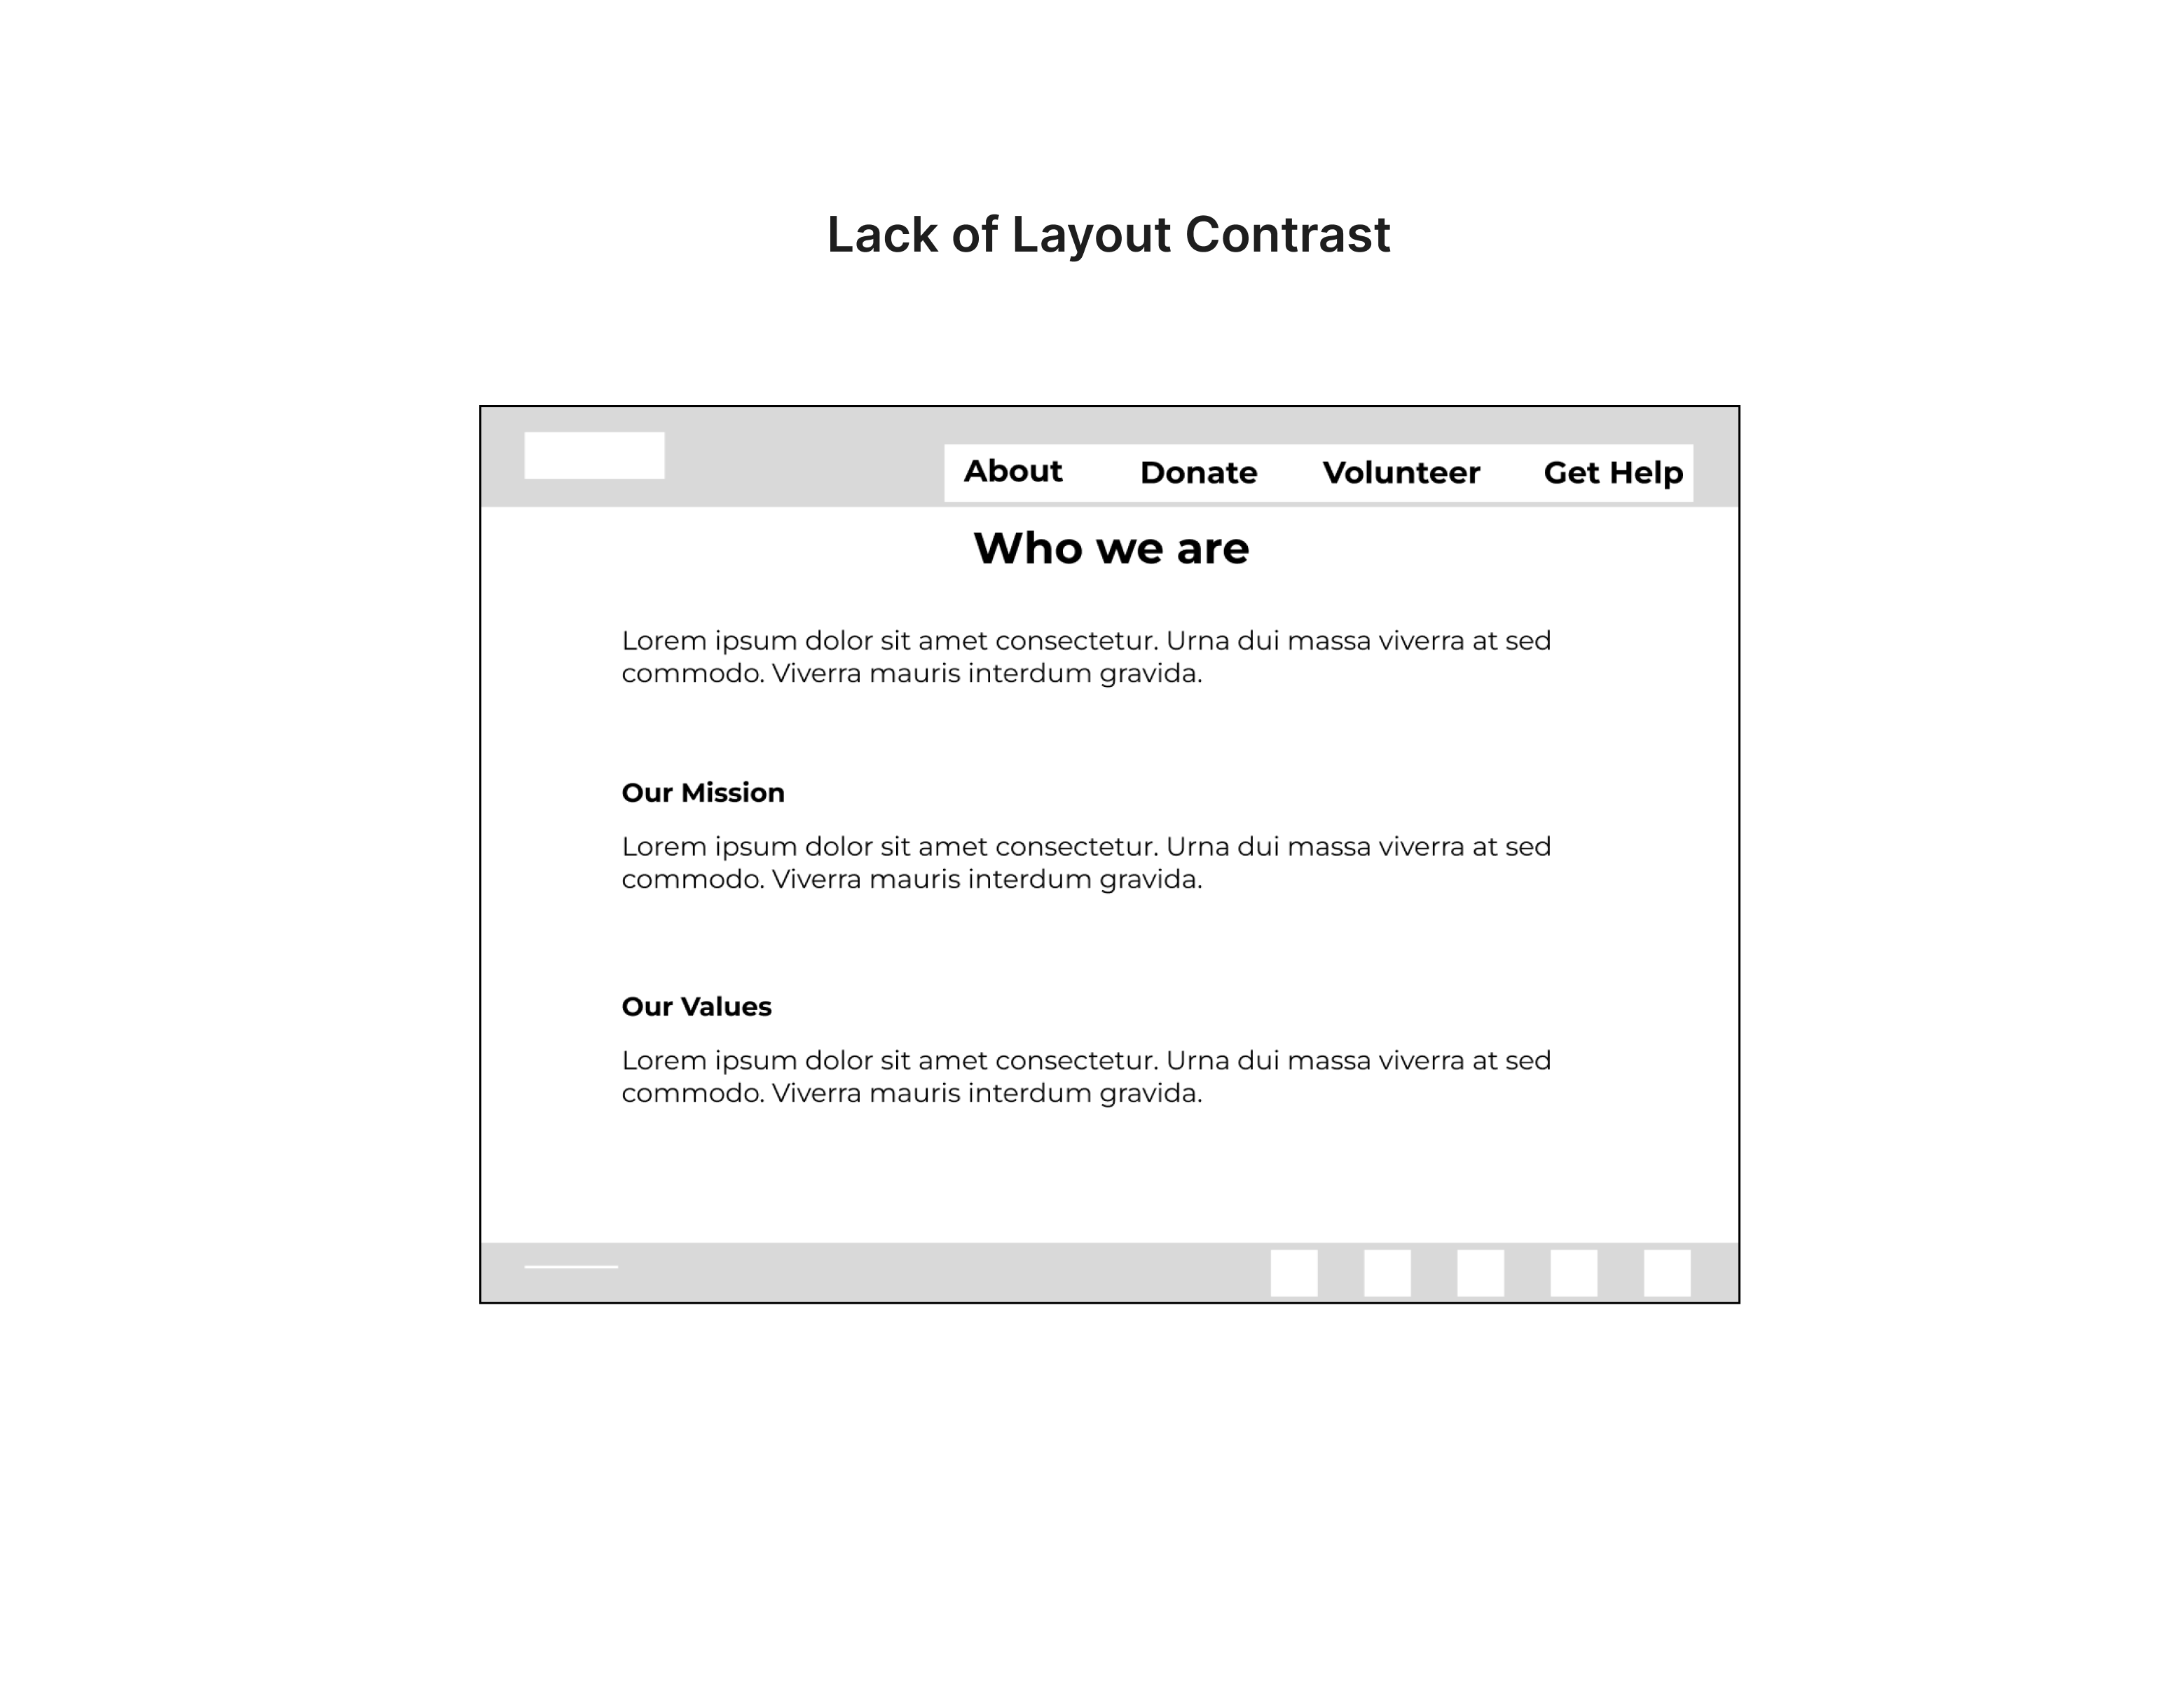 Lack of Layout Contrast
About Donate Volunteer Get Help
Who we are
Lorem ipsum dolor sit amet consectetur. Urna dui massa viverra at sed
commodo. Viverra mauris interdum gravida.
Our Mission
Lorem ipsum dolor sit amet consectetur. Urna dui massa viverra at sed
commodo. Viverra mauris interdum gravida.
Our Values
Lorem ipsum dolor sit amet consectetur. Urna dui massa viverra at sed
commodo. Viverra mauris interdum gravida.